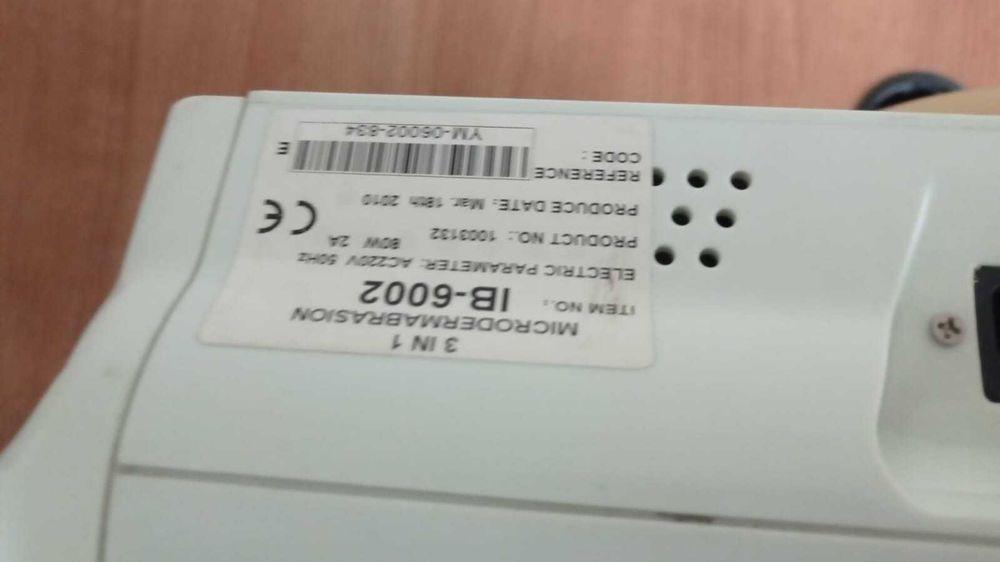 3 IN 1
MICRODERMABRASION
ITEM NO.: IB-6002
ELECTRIC PARAMETER: AC220V 50Hz
80W 2A
PRODUCT NO.: 1003132
PRODUCE DATE: Mar. 18th 2010
REFERENCE
CODE:
E
YM-06002-834
CE